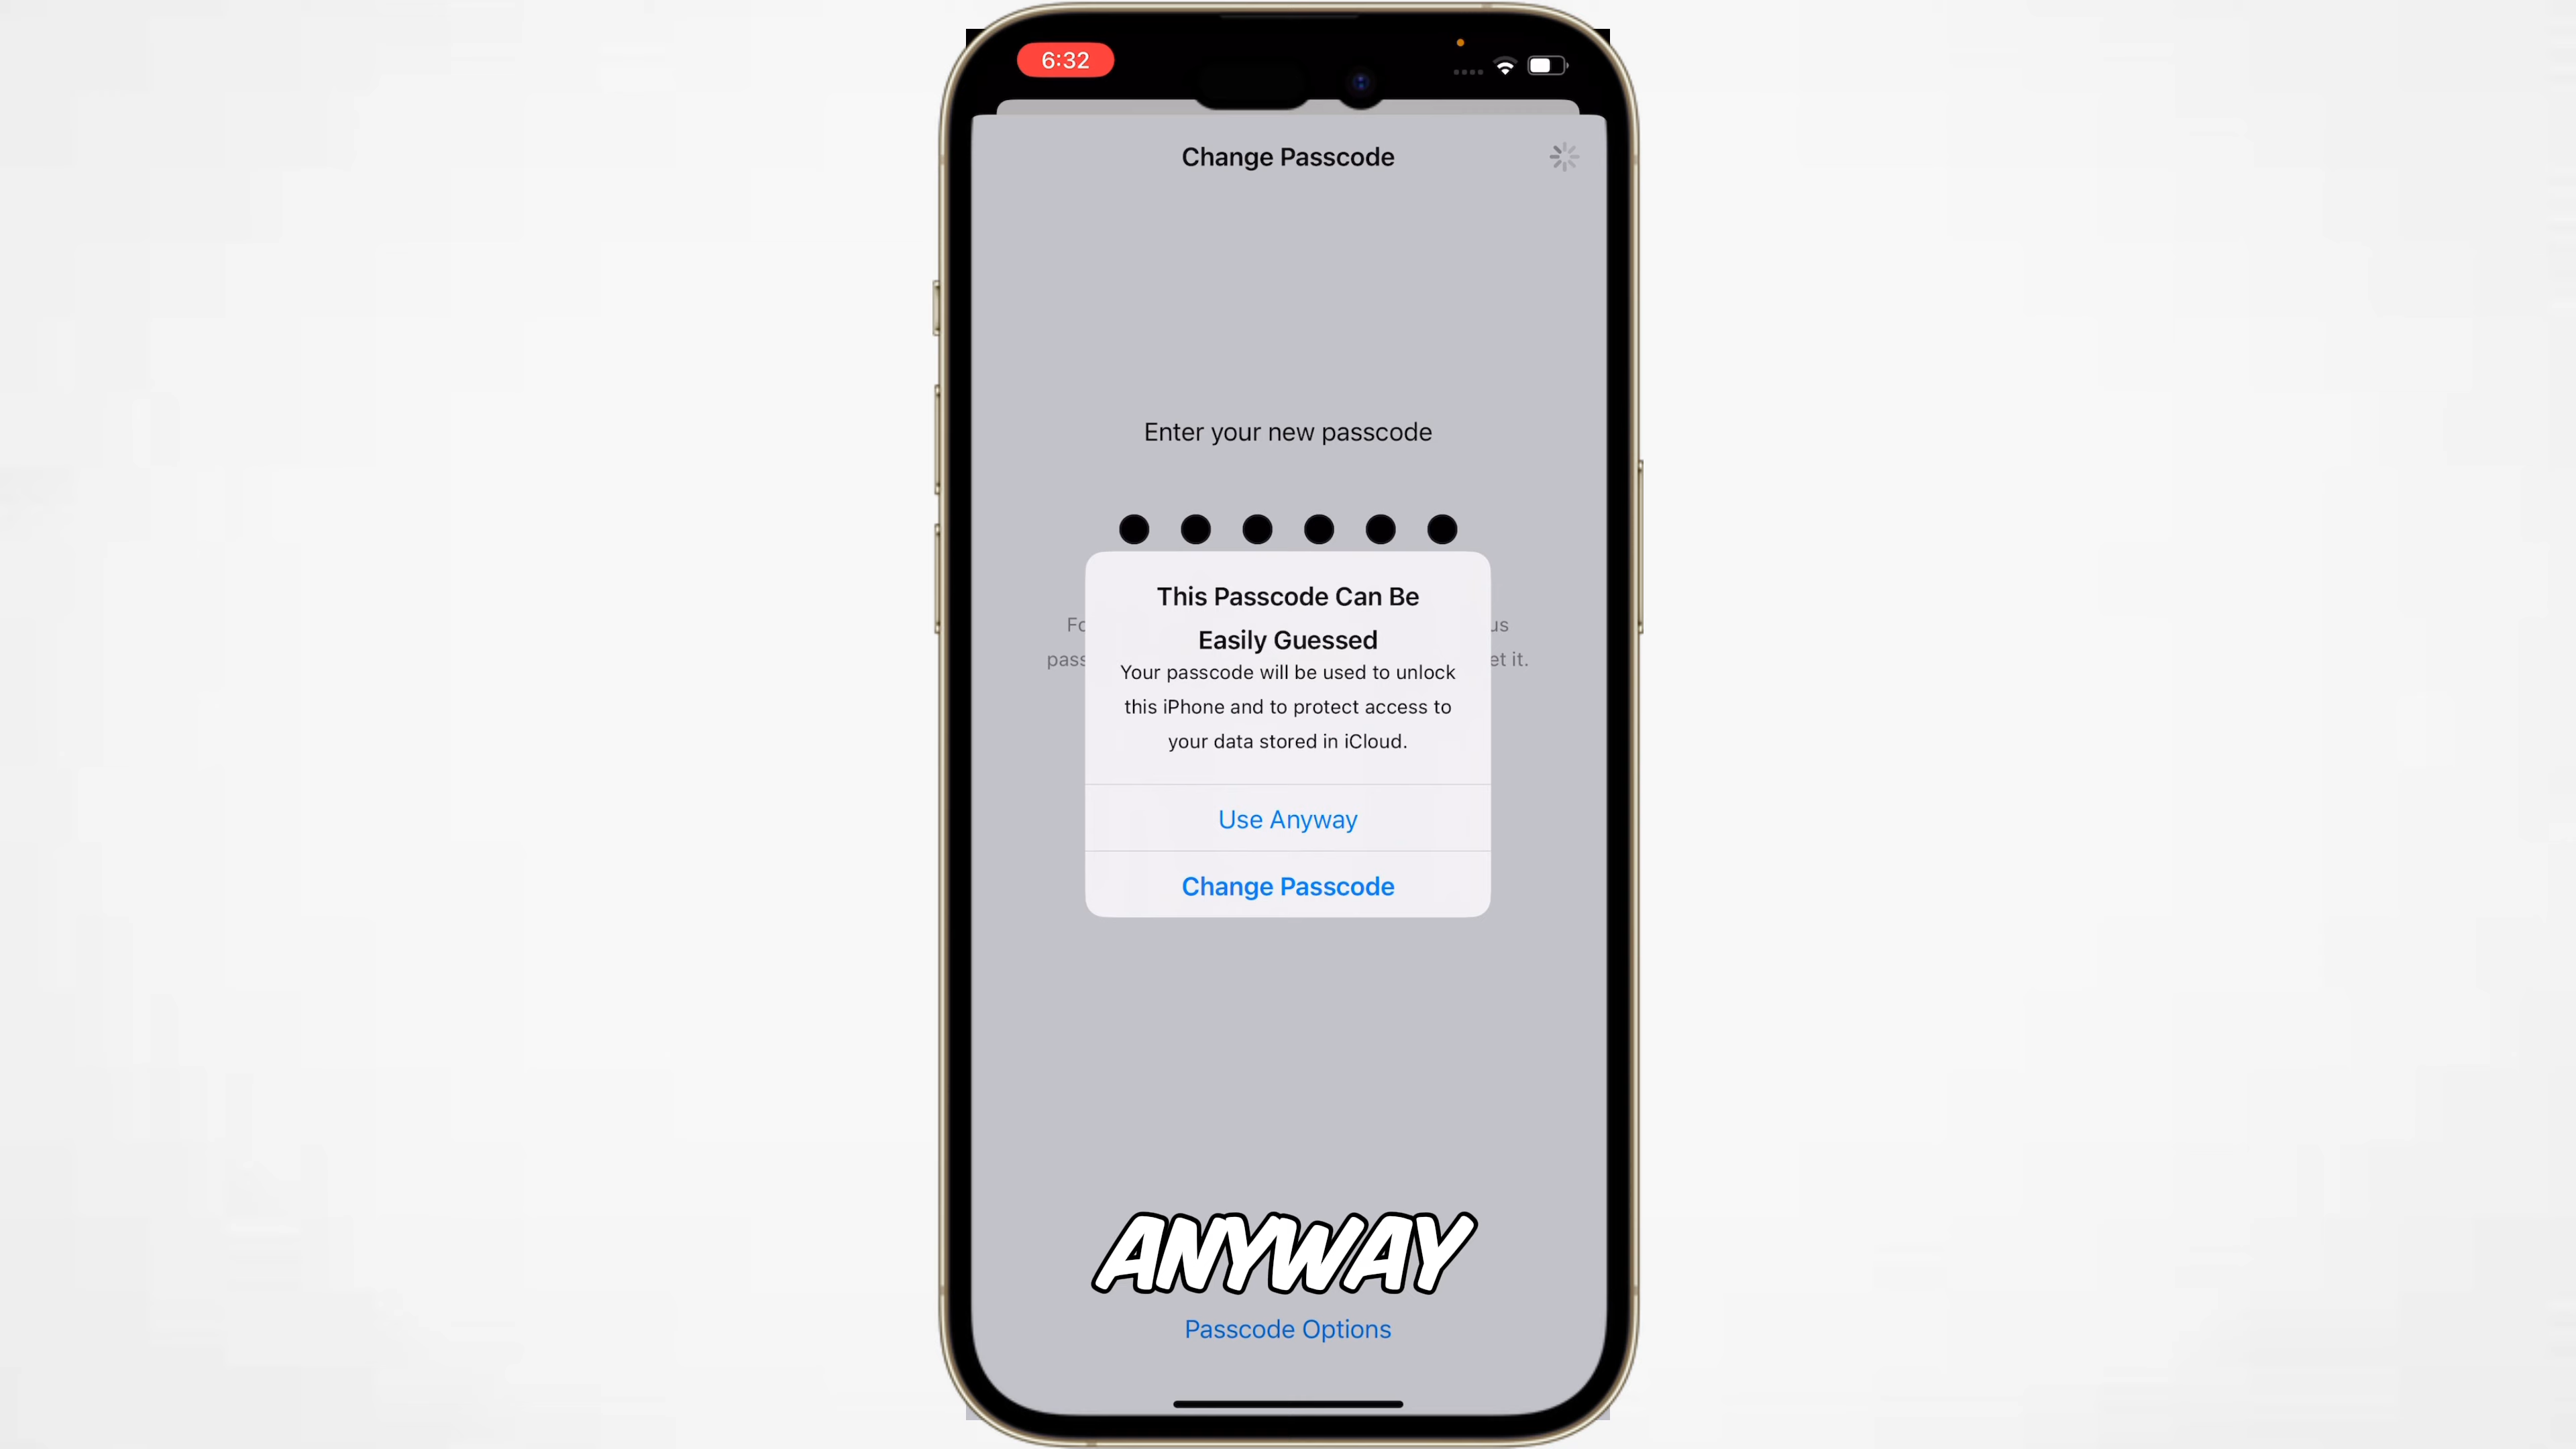 6:32
Change Passcode
Enter your new passcode
This Passcode Can Be
Easily Guessed
Your passcode will be used to unlock
this iPhone and to protect access to
your data stored in iCloud.
et it.
Use Anyway
Change Passcode
ANYWAY
Passcode Options